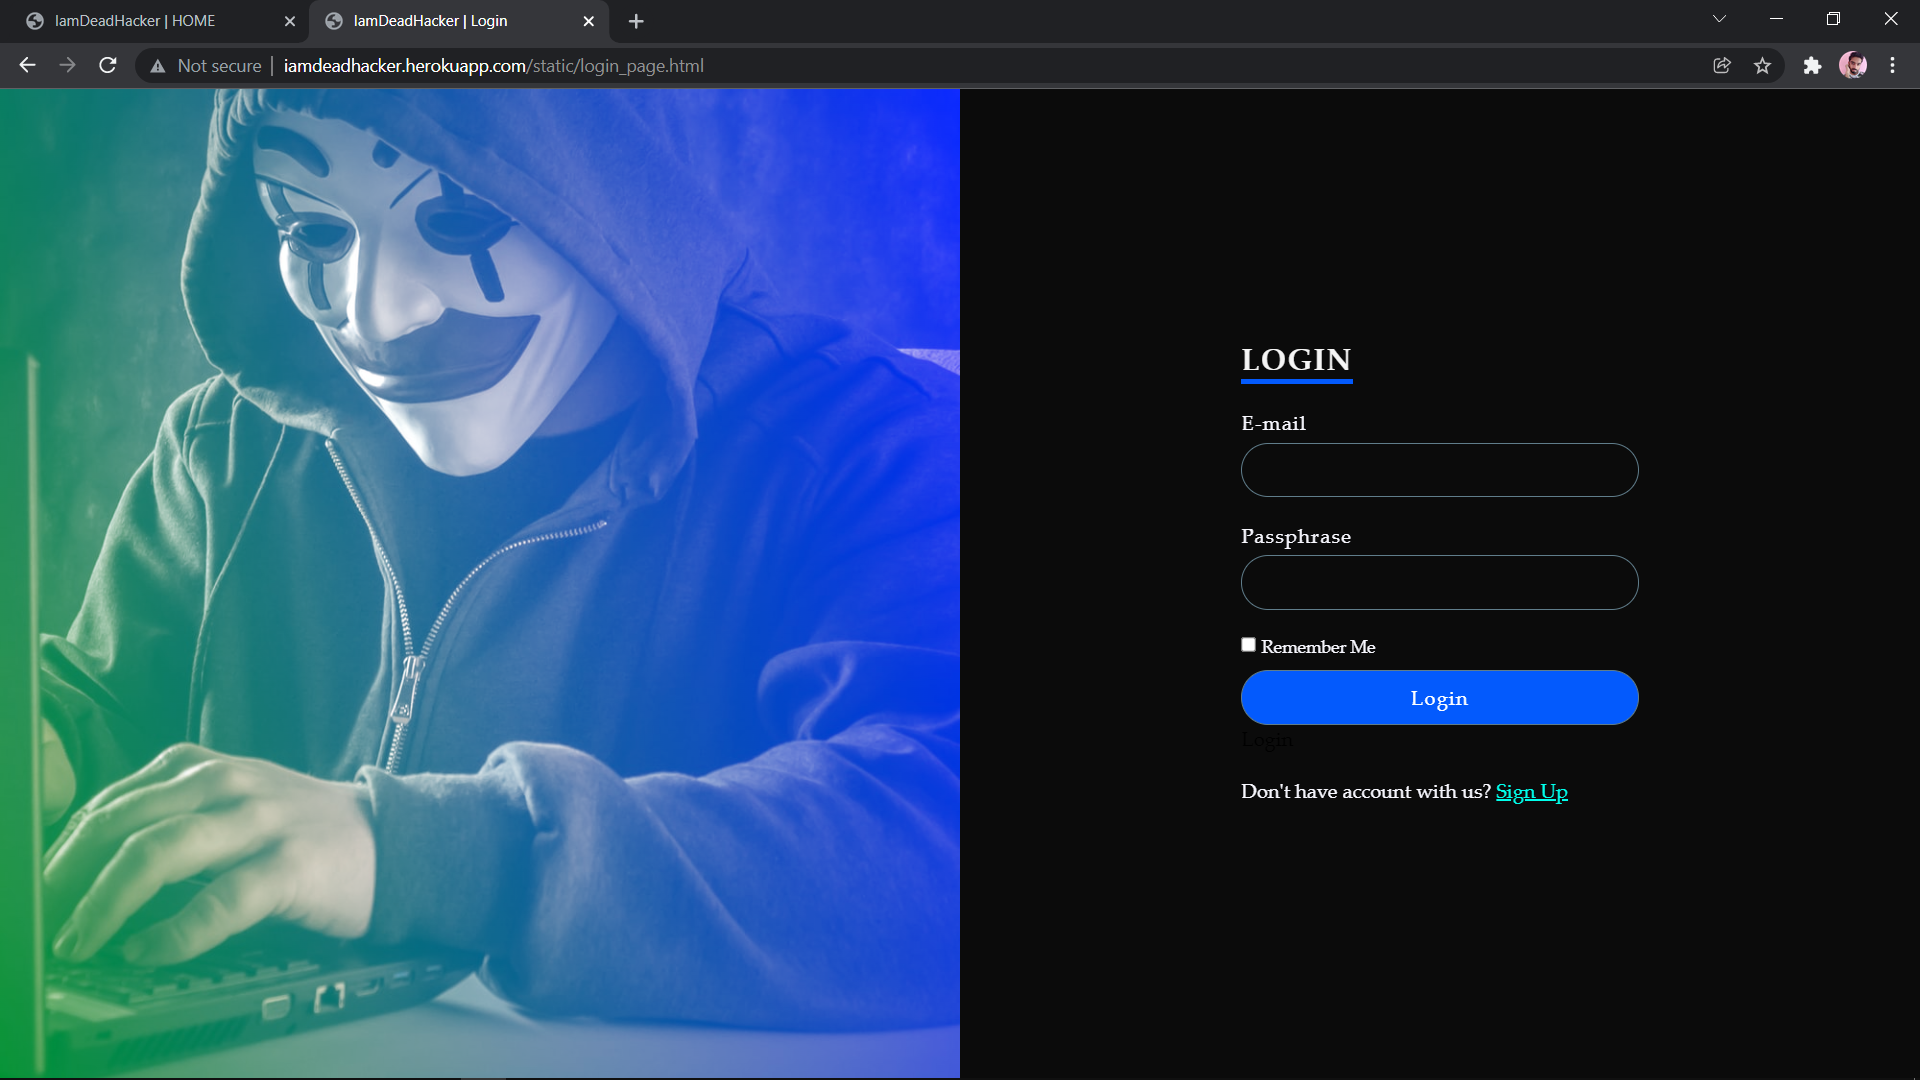 IamDeadHacker | HOME
IamDeadHacker | Login
Not secure | iamdeadhacker.herokuapp.com/static/login_page.html
LOGIN
E-mail
Passphrase
Remember Me
Login
Login
Don't have account with us? Sign Up